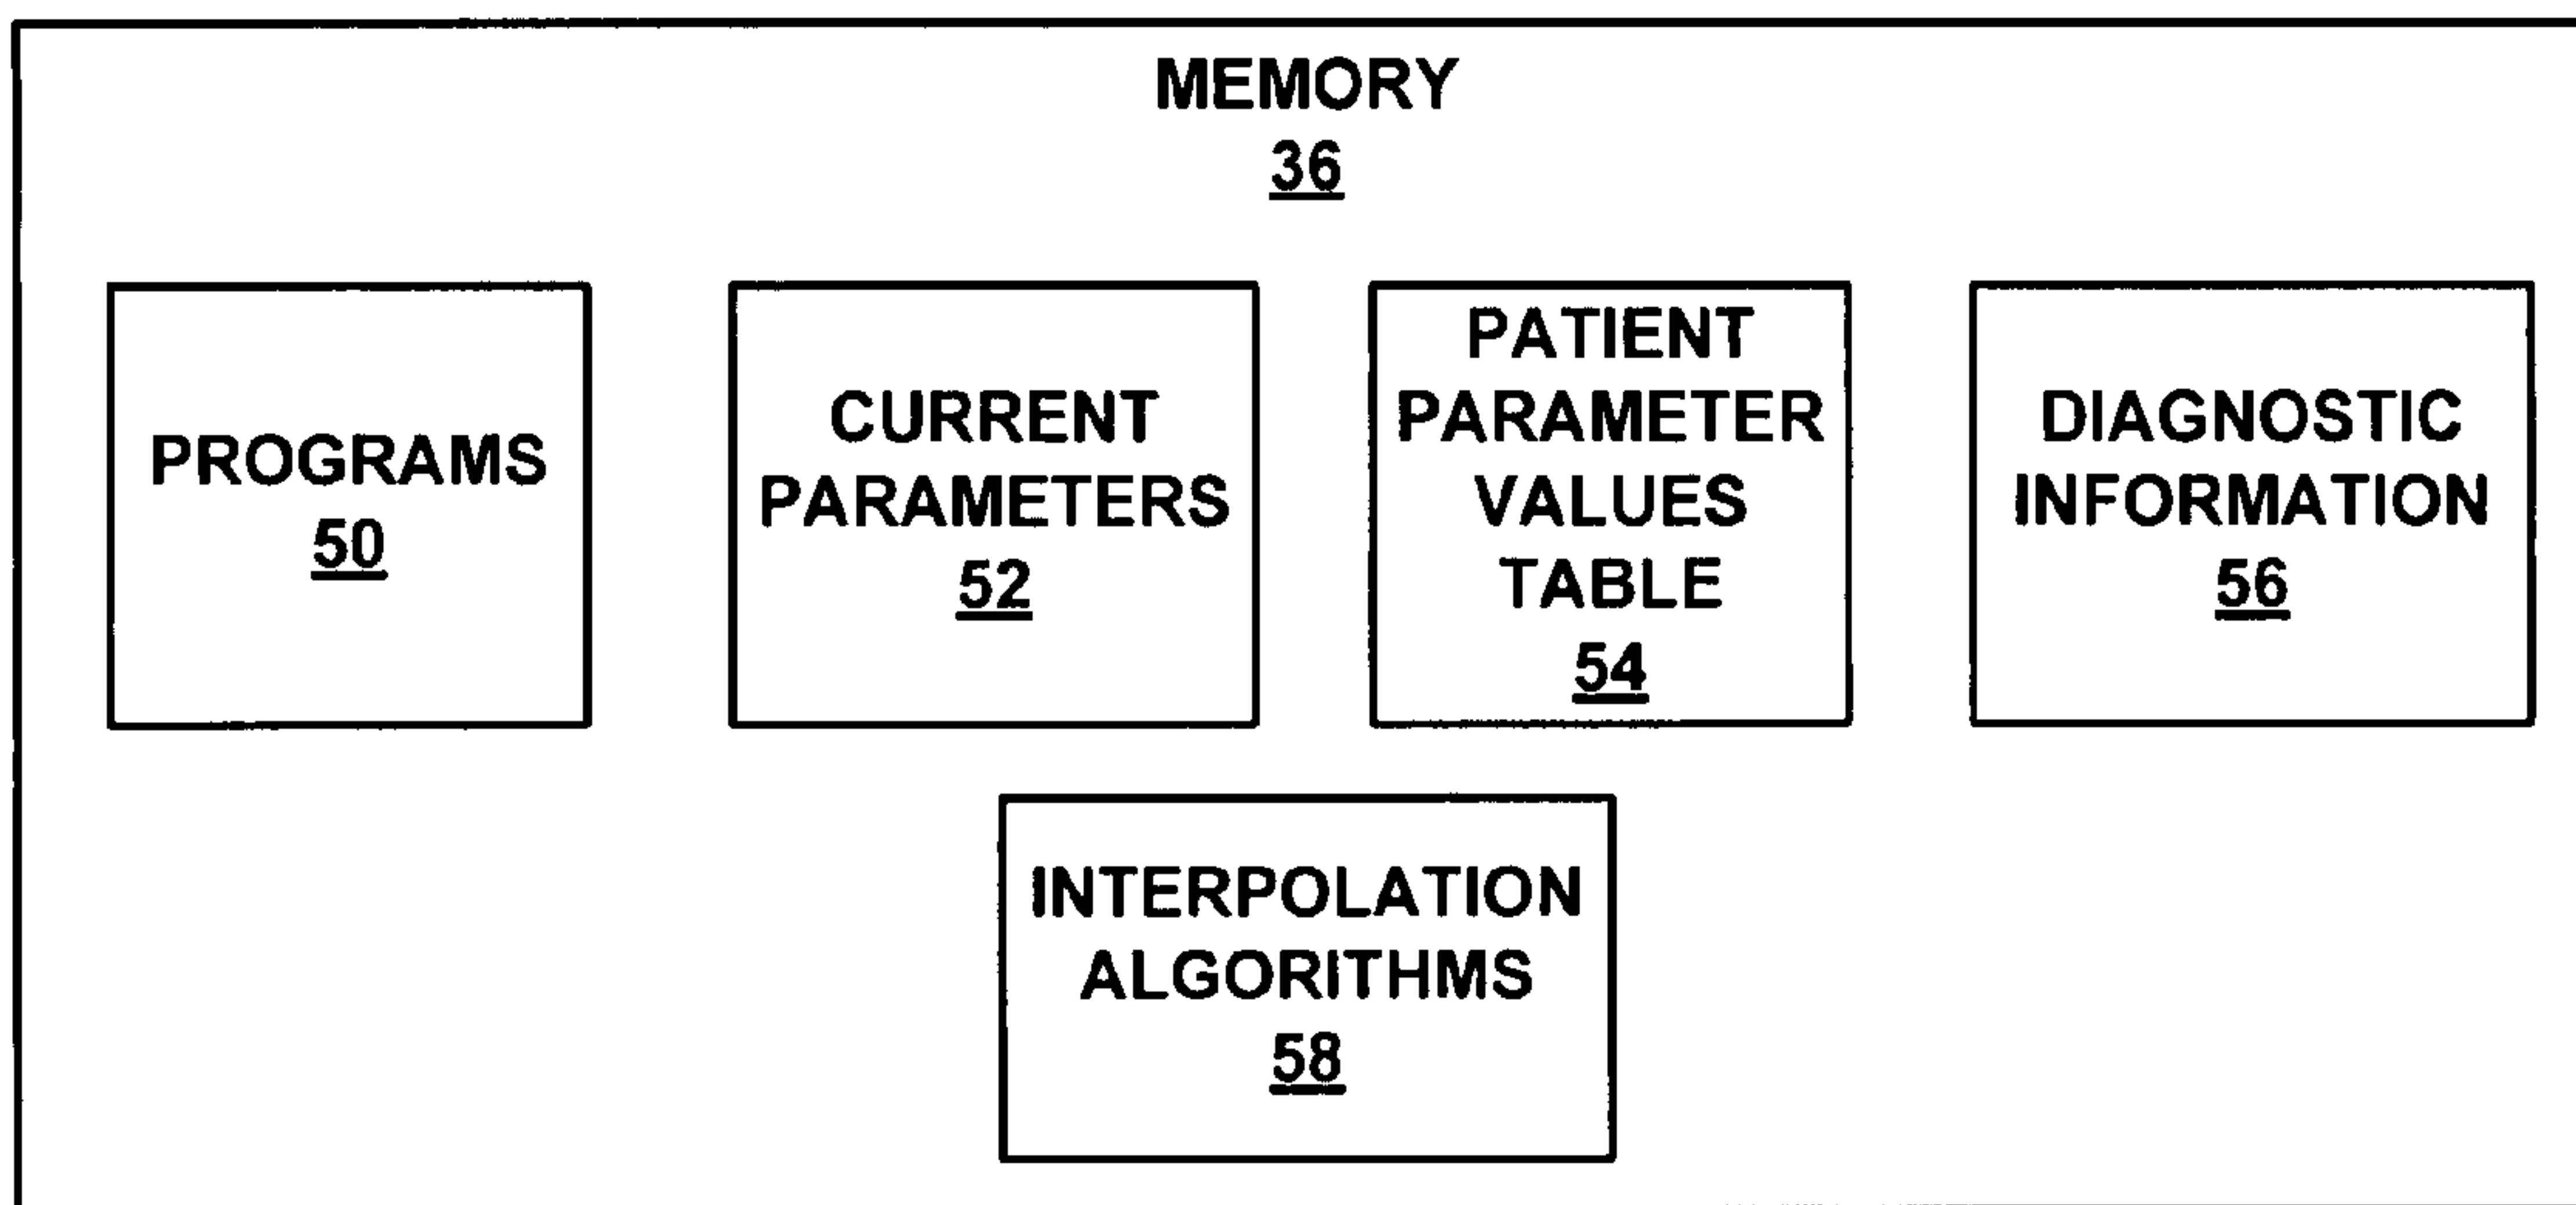 MEMORY
36
PROGRAMS
50
CURRENT
PARAMETERS
52
PATIENT
PARAMETER
VALUES
TABLE
54
DIAGNOSTIC
INFORMATION
56
INTERPOLATION
ALGORITHMS
58